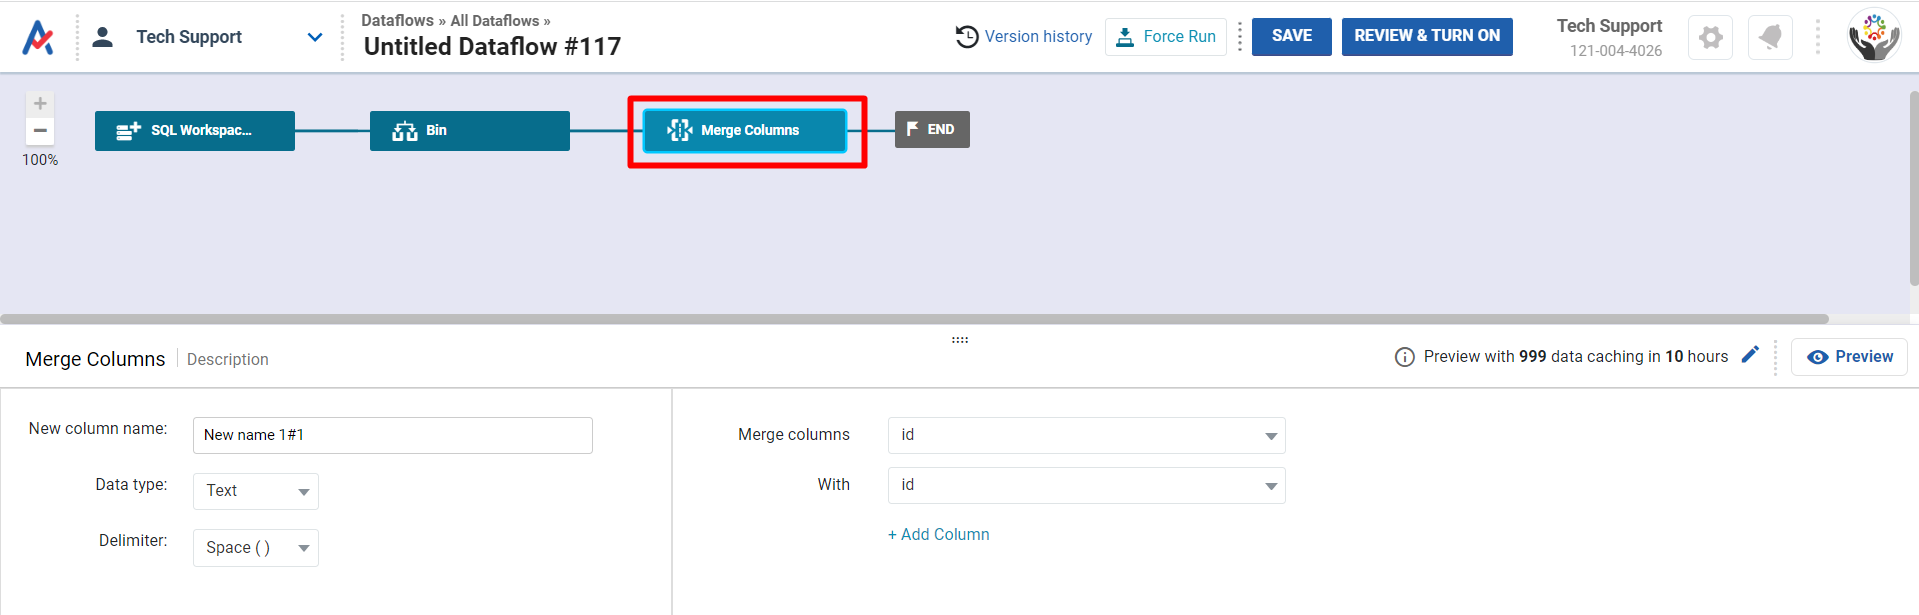 Tech Support
Dataflows » All Dataflows »
Untitled Dataflow #117
Version history
Force Run
SAVE
REVIEW & TURN ON
Tech Support
121-004-4026
+
−
100%
SQL Workspac...
Bin
Merge Columns
END
Merge Columns
Description
Preview with 999 data caching in 10 hours
Preview
New column name:
New name 1#1
Data type:
Text
Delimiter:
Space ( )
Merge columns
id
With
id
+ Add Column